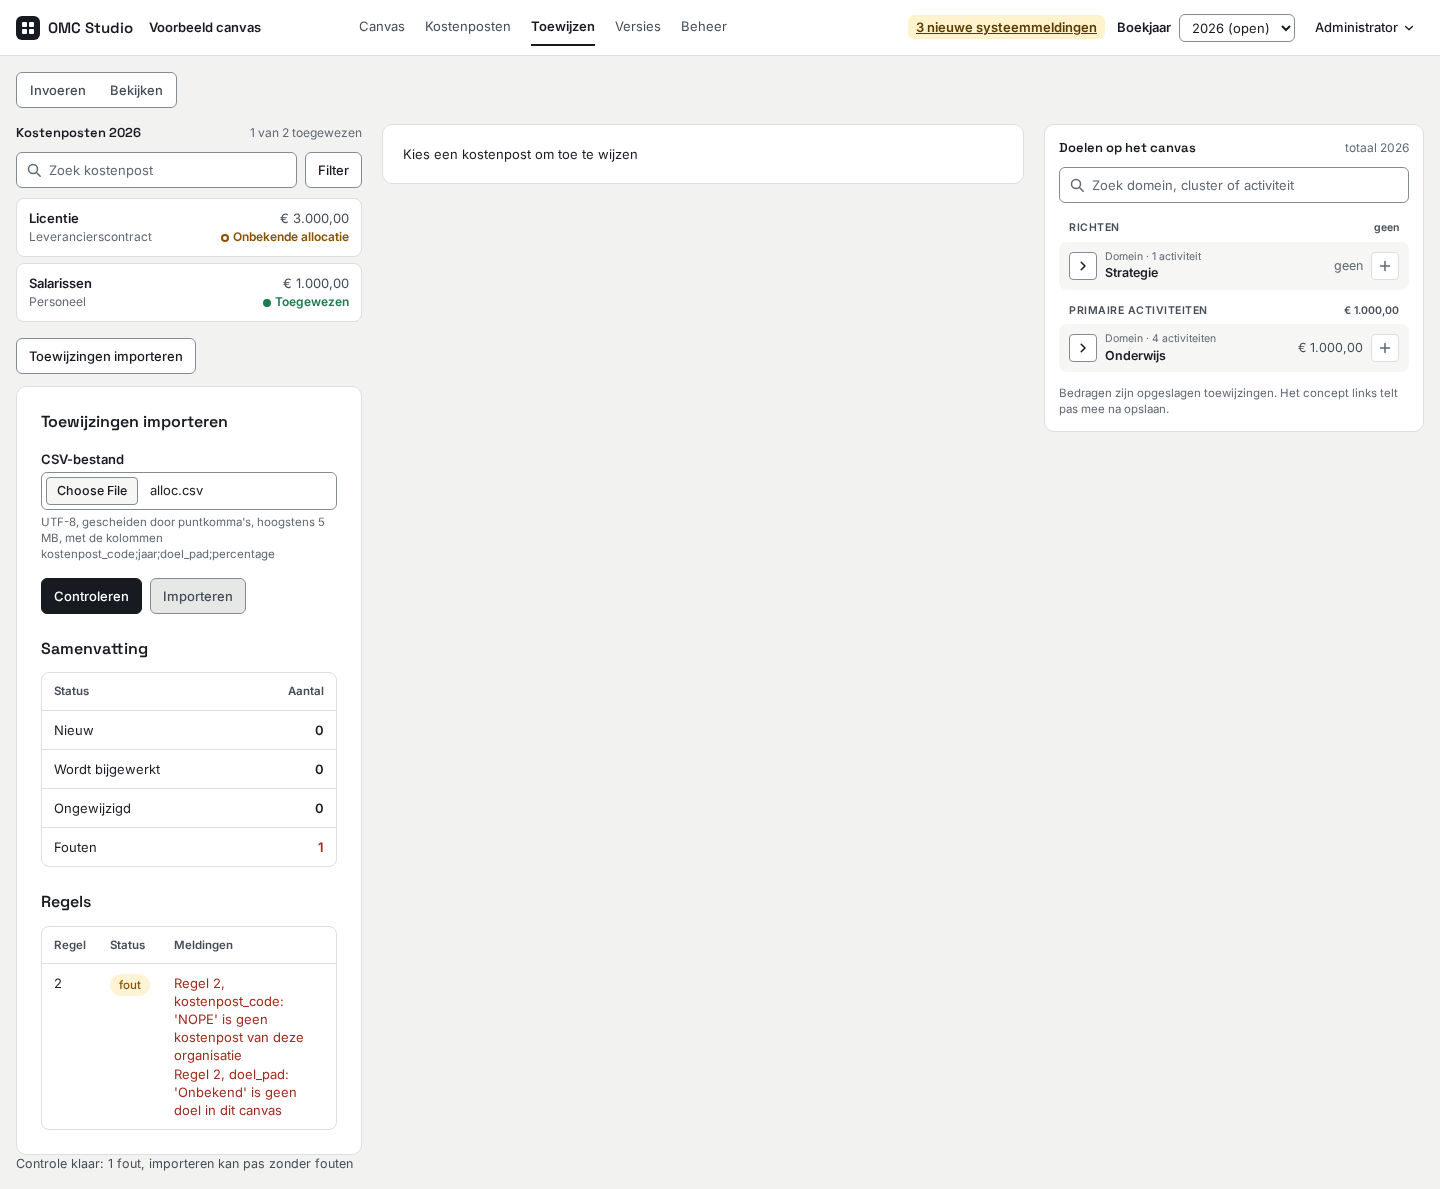 OMC Studio
Voorbeeld canvas
Canvas
Kostenposten
Toewijzen
Versies
Beheer
3 nieuwe systeemmeldingen
Boekjaar
2026 (open)
Administrator
Invoeren
Bekijken
Kostenposten 2026
1 van 2 toegewezen
Zoek kostenpost
Filter
Licentie
€ 3.000,00
Leverancierscontract
Onbekende allocatie
Salarissen
€ 1.000,00
Personeel
Toegewezen
Toewijzingen importeren
Toewijzingen importeren
CSV-bestand
Choose File
alloc.csv
UTF-8, gescheiden door puntkomma's, hoogstens 5
MB, met de kolommen
kostenpost_code;jaar;doel_pad;percentage
Controleren
Importeren
Samenvatting
Status
Aantal
Nieuw
0
Wordt bijgewerkt
0
Ongewijzigd
0
Fouten
1
Regels
Regel
Status
Meldingen
2
fout
Regel 2,
kostenpost_code:
'NOPE' is geen
kostenpost van deze
organisatie
Regel 2, doel_pad:
'Onbekend' is geen
doel in dit canvas
Controle klaar: 1 fout, importeren kan pas zonder fouten
Kies een kostenpost om toe te wijzen
Doelen op het canvas
totaal 2026
Zoek domein, cluster of activiteit
RICHTEN
geen
Domein · 1 activiteit
Strategie
geen
PRIMAIRE ACTIVITEITEN
€ 1.000,00
Domein · 4 activiteiten
Onderwijs
€ 1.000,00
Bedragen zijn opgeslagen toewijzingen. Het concept links telt
pas mee na opslaan.